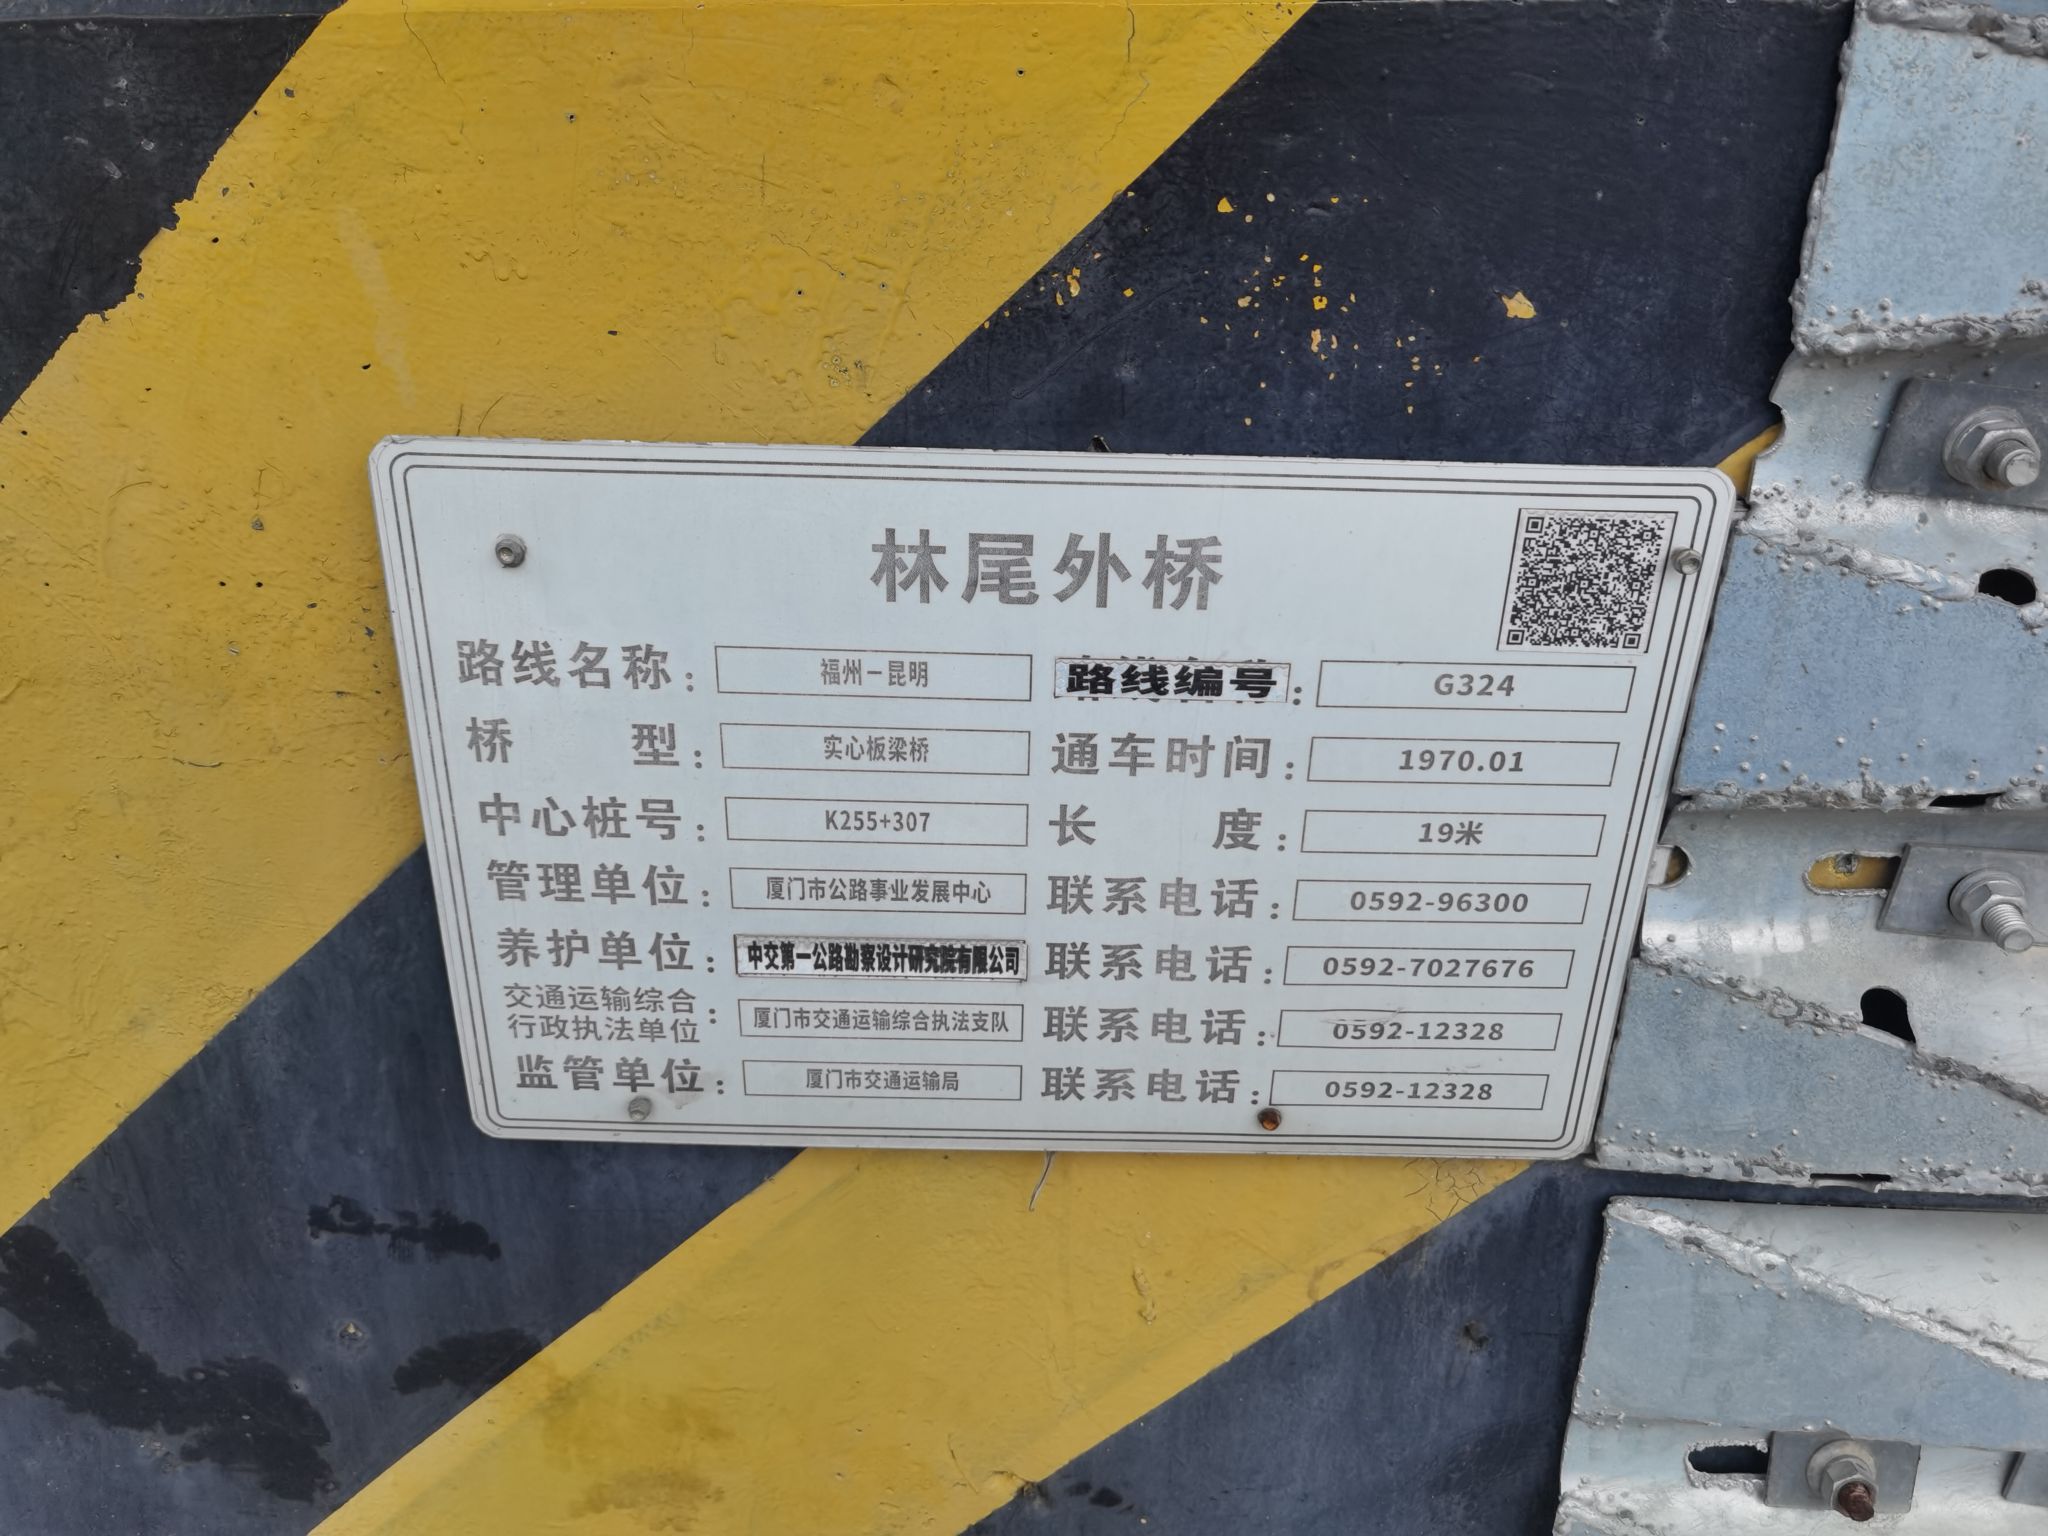 林尾外桥
路线名称： 福州－昆明 路线编号： G324
桥 型： 实心板梁桥 通车时间： 1970.01
中心桩号： K255+307 长 度： 19米
管理单位： 厦门市公路事业发展中心 联系电话： 0592-96300
养护单位： 中交第一公路勘察设计研究院有限公司 联系电话： 0592-7027676
交通运输综合
行政执法单位： 厦门市交通运输综合执法支队 联系电话： 0592-12328
监管单位： 厦门市交通运输局 联系电话： 0592-12328